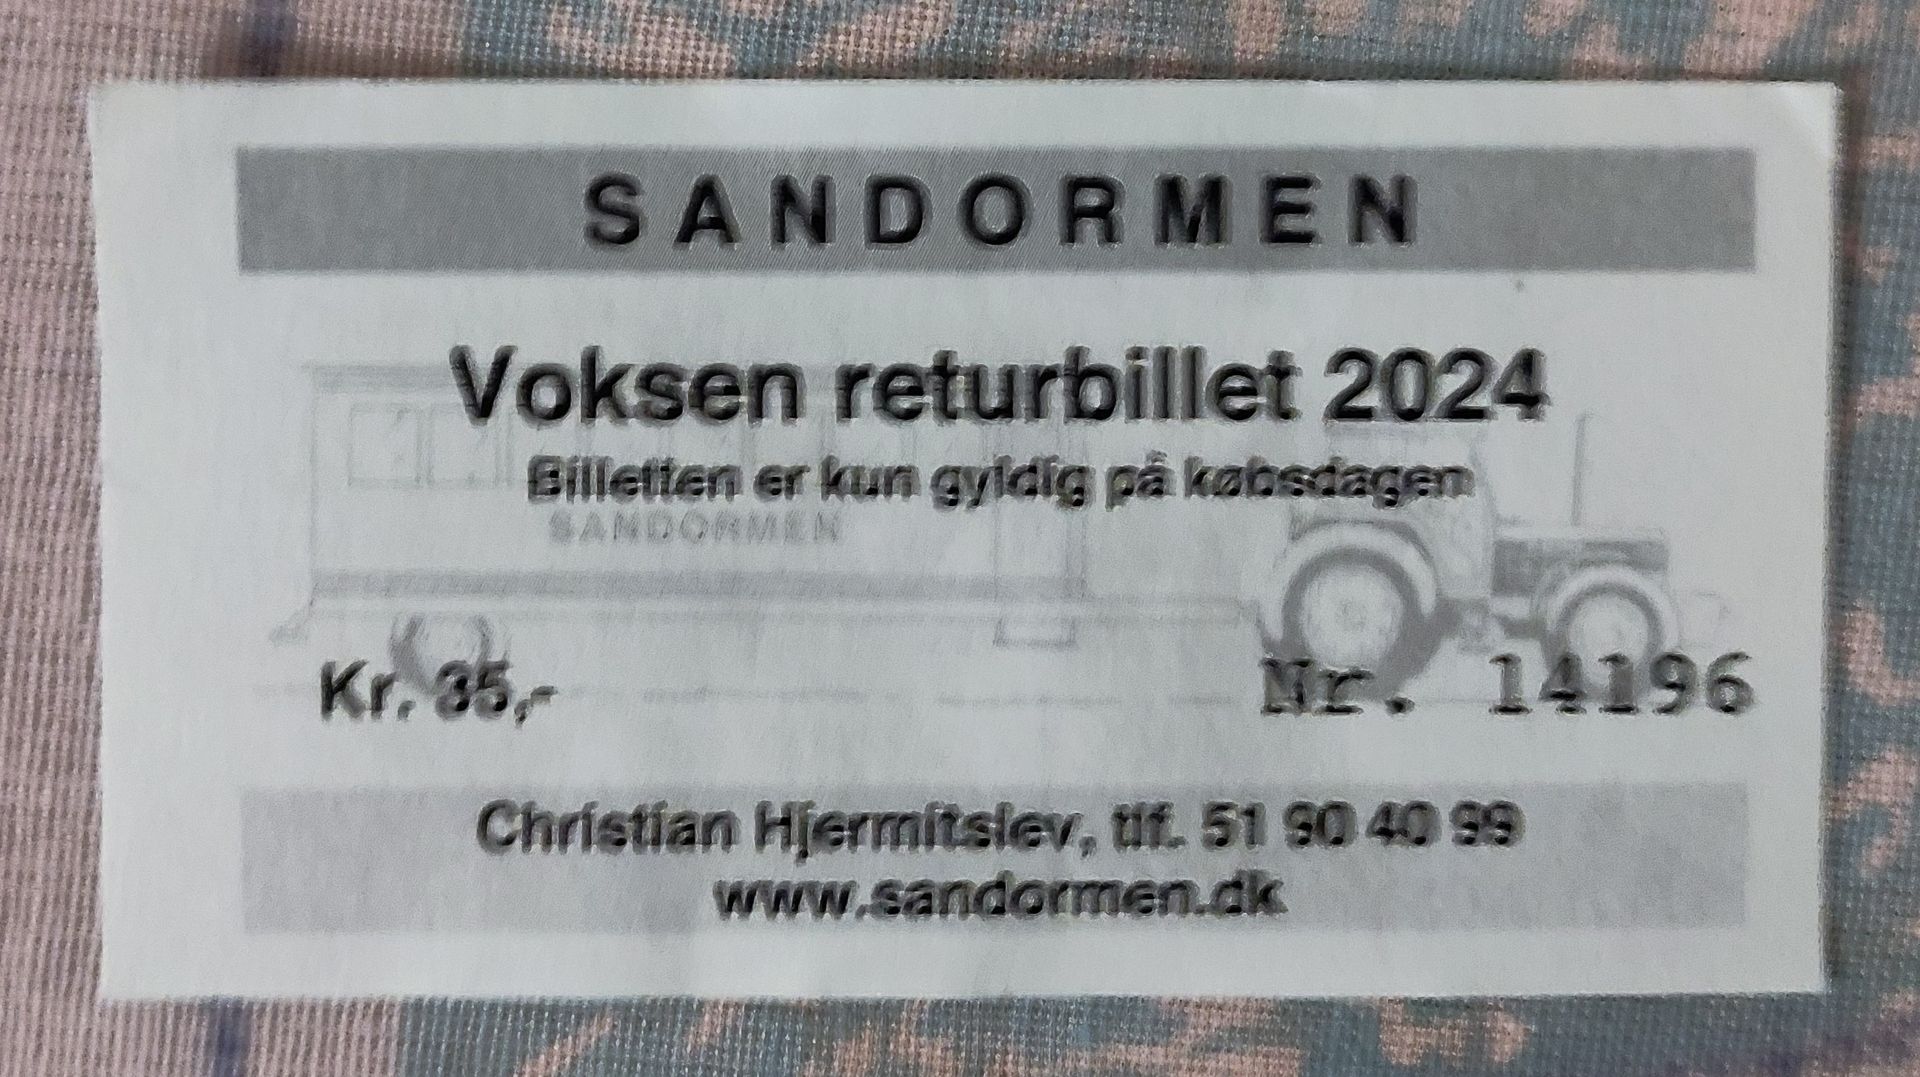 SANDORMEN
Voksen returbillet 2024
Billetten er kun gyldig på købsdagen
SANDORMEN
Kr. 35,- Nr. 14196
Christian Hjermitslev, tlf. 51 90 40 99
www.sandormen.dk